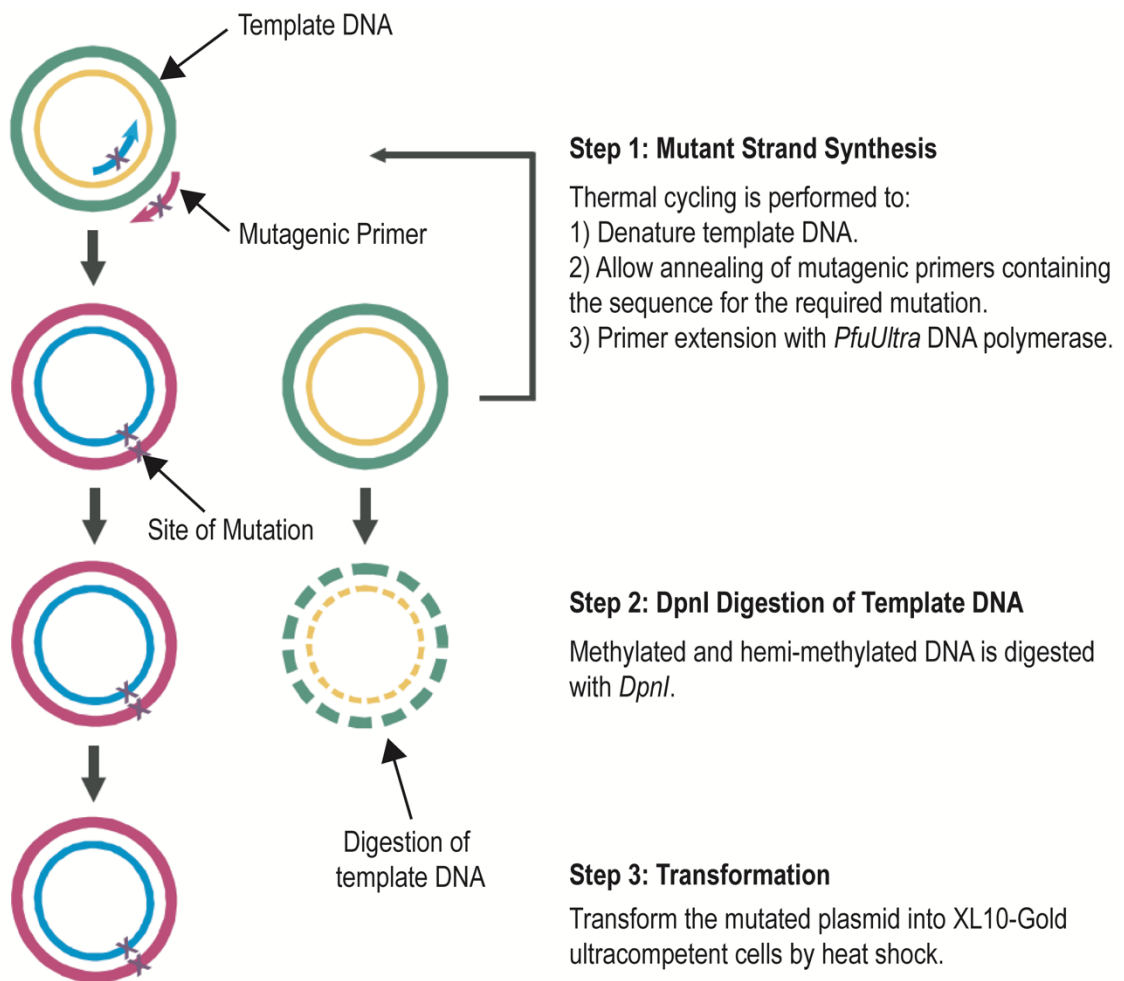 Template DNA
Mutagenic Primer
Step 1: Mutant Strand Synthesis
Thermal cycling is performed to:
1) Denature template DNA.
2) Allow annealing of mutagenic primers containing
the sequence for the required mutation.
3) Primer extension with PfuUltra DNA polymerase.
Site of Mutation
Step 2: DpnI Digestion of Template DNA
Methylated and hemi-methylated DNA is digested
with DpnI.
Digestion of
template DNA
Step 3: Transformation
Transform the mutated plasmid into XL10-Gold
ultracompetent cells by heat shock.